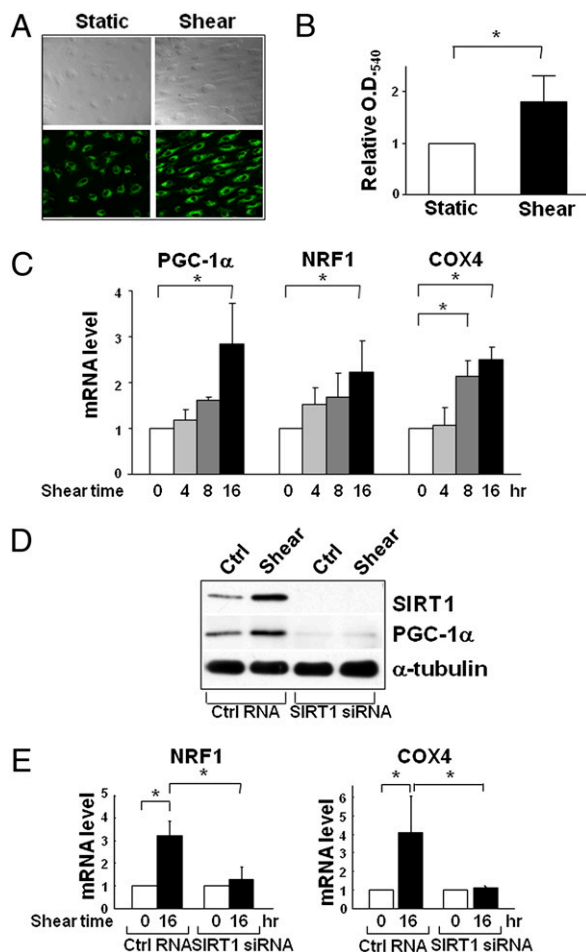 A
Static Shear
B
*
Relative O.D.540
2
1
0
Static Shear
C
PGC-1α NRF1 COX4
* * *
*
mRNA level
4
3
2
1
0
Shear time 0 4 8 16 0 4 8 16 0 4 8 16 hr
D
Ctrl Shear Ctrl Shear
SIRT1
PGC-1α
α-tubulin
Ctrl RNA SIRT1 siRNA
E
NRF1
* *
mRNA level
4
3
2
1
0
Shear time 0 16 0 16 hr
Ctrl RNA SIRT1 siRNA
COX4
* *
mRNA level
6
5
4
3
2
1
0
0 16 0 16 hr
Ctrl RNA SIRT1 siRNA